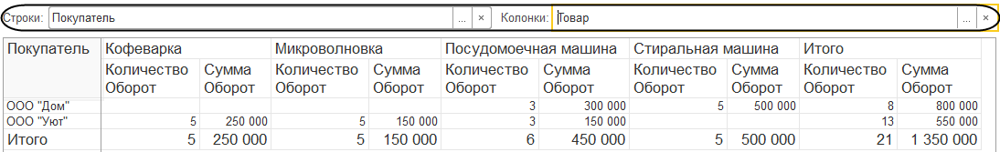 Строки: Покупатель ... × Колонки: Товар ... ×
Покупатель Кофеварка Микроволновка Посудомоечная машина Стиральная машина Итого
Количество Сумма Количество Сумма Количество Сумма Количество Сумма Количество Сумма
Оборот Оборот Оборот Оборот Оборот Оборот Оборот Оборот Оборот Оборот
ООО "Дом" 3 300 000 5 500 000 8 800 000
ООО "Уют" 5 250 000 5 150 000 3 150 000 13 550 000
Итого 5 250 000 5 150 000 6 450 000 5 500 000 21 1 350 000